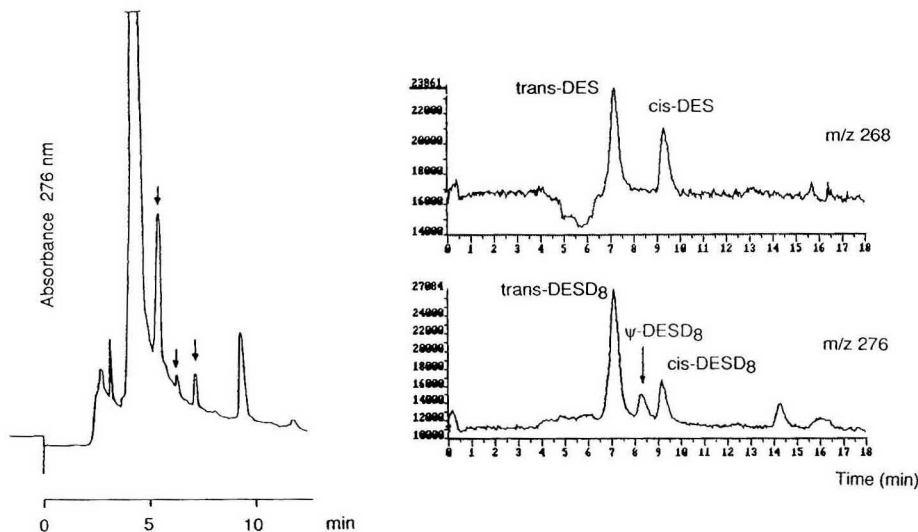 Absorbance 276 nm
0 5 10 min
23861
22000
20000
18000
16000
14000
trans-DES
cis-DES
m/z 268
0 1 2 3 4 5 6 7 8 9 10 11 12 13 14 15 16 17 18
27084
24000
22000
20000
18000
16000
14000
12000
10000
trans-DESD8
ψ-DESD8
cis-DESD8
m/z 276
0 1 2 3 4 5 6 7 8 9 10 11 12 13 14 15 16 17 18
Time (min)